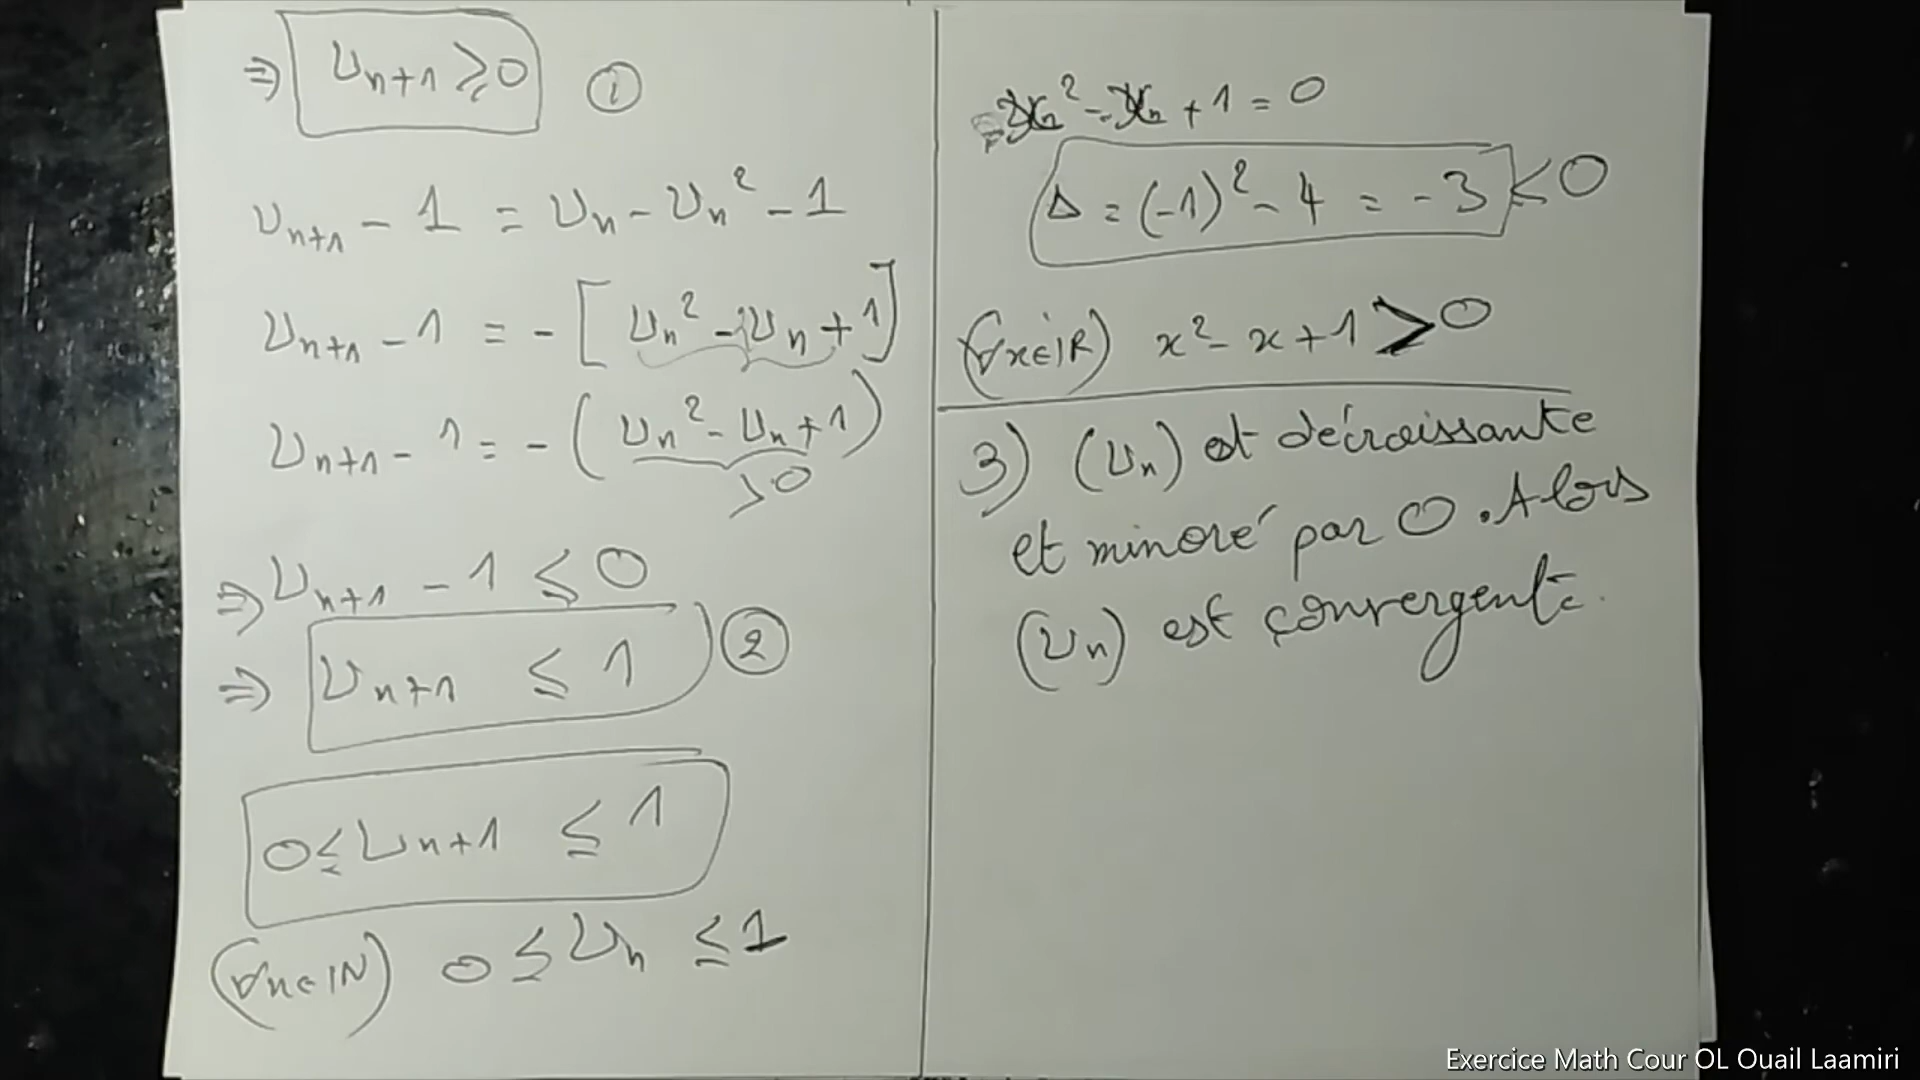 ⇒ Un+1 ⩾ 0 ①
Un+1 - 1 = Un - Un² - 1
Un+1 - 1 = - [Un² - Un + 1]
Un+1 - 1 = - (Un² - Un + 1)
> 0
⇒ Un+1 - 1 ≤ 0
⇒ Un+1 ≤ 1 ②
0 ≤ Un+1 ≤ 1
(∀n∈IN) 0 ≤ Un ≤ 1
x² - x + 1 = 0
Δ = (-1)² - 4 = -3 < 0
(∀x∈IR) x² - x + 1 > 0
3) (Un) est décroissante
et minoré par 0. Alors
(Un) est convergente.
Exercice Math Cour OL Ouail Laamiri